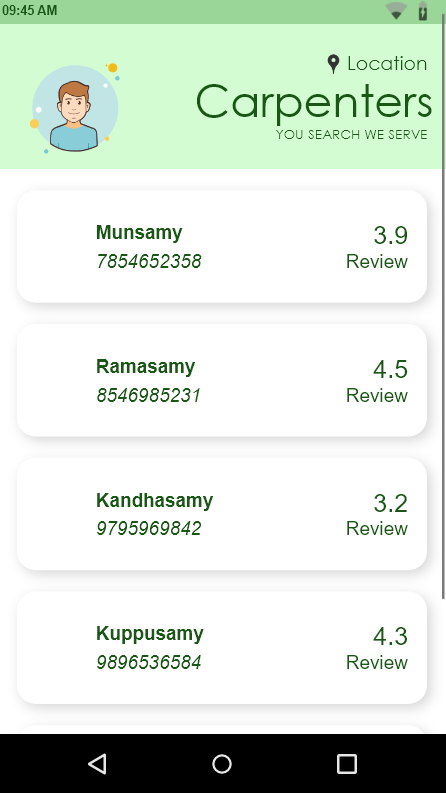 09:45 AM
Location
Carpenters
YOU SEARCH WE SERVE
Munsamy
3.9
7854652358
Review
Ramasamy
4.5
8546985231
Review
Kandhasamy
3.2
9795969842
Review
Kuppusamy
4.3
9896536584
Review